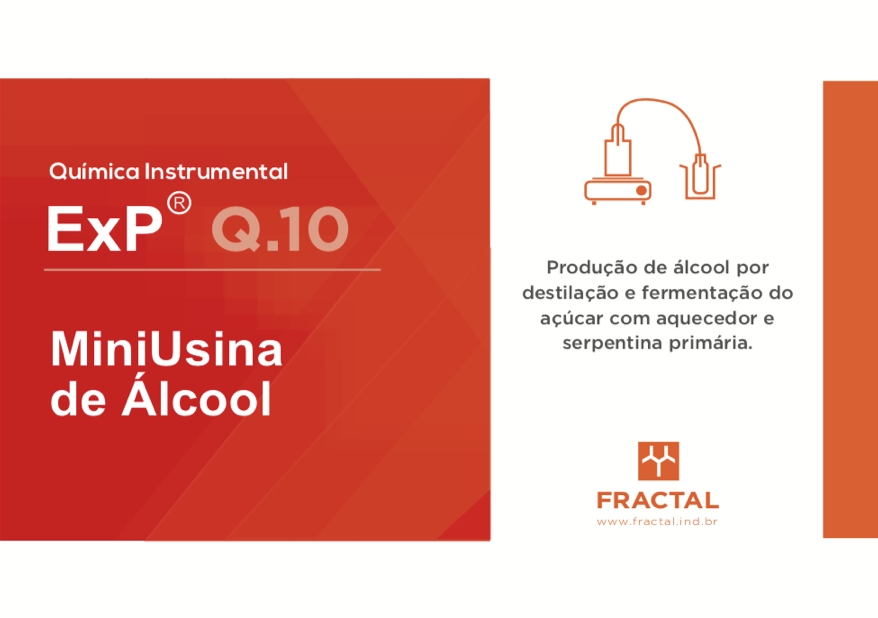 Química Instrumental
ExP® Q.10
MiniUsina
de Álcool
Produção de álcool por
destilação e fermentação do
açúcar com aquecedor e
serpentina primária.
FRACTAL
www.fractal.ind.br